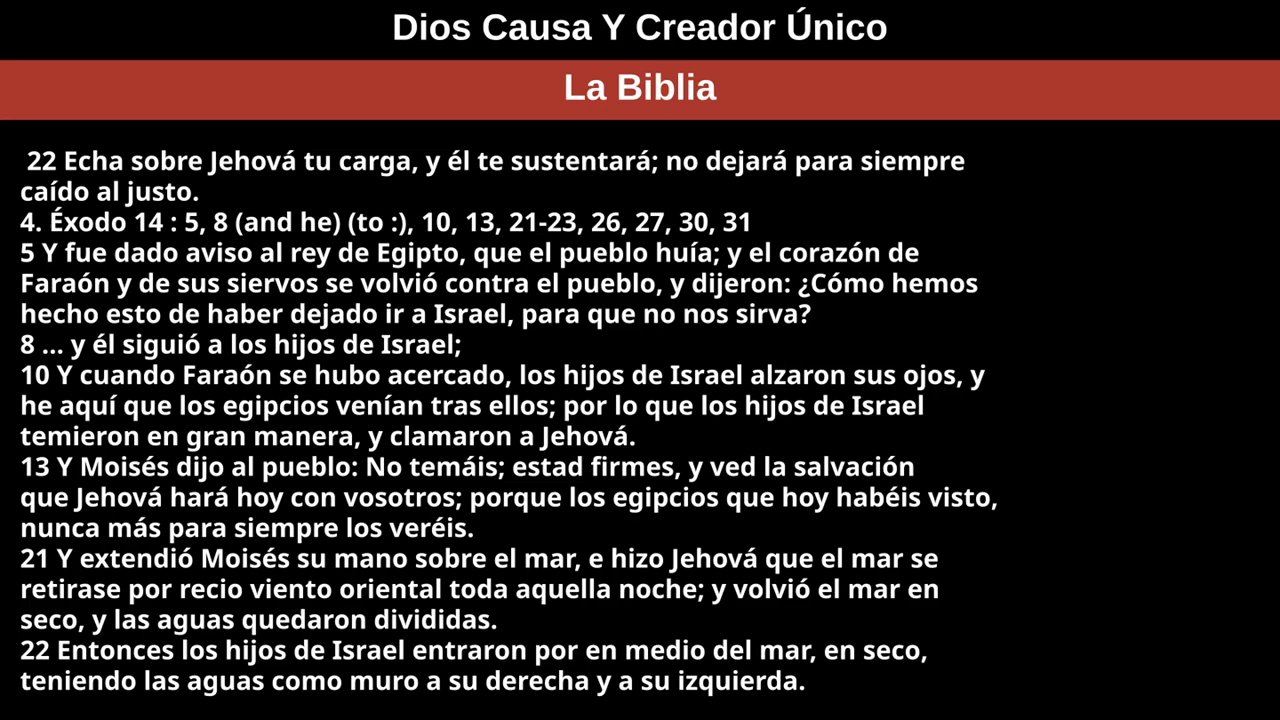 Dios Causa Y Creador Único
La Biblia
22 Echa sobre Jehová tu carga, y él te sustentará; no dejará para siempre
caído al justo.
4. Éxodo 14 : 5, 8 (and he) (to :), 10, 13, 21-23, 26, 27, 30, 31
5 Y fue dado aviso al rey de Egipto, que el pueblo huía; y el corazón de
Faraón y de sus siervos se volvió contra el pueblo, y dijeron: ¿Cómo hemos
hecho esto de haber dejado ir a Israel, para que no nos sirva?
8 ... y él siguió a los hijos de Israel;
10 Y cuando Faraón se hubo acercado, los hijos de Israel alzaron sus ojos, y
he aquí que los egipcios venían tras ellos; por lo que los hijos de Israel
temieron en gran manera, y clamaron a Jehová.
13 Y Moisés dijo al pueblo: No temáis; estad firmes, y ved la salvación
que Jehová hará hoy con vosotros; porque los egipcios que hoy habéis visto,
nunca más para siempre los veréis.
21 Y extendió Moisés su mano sobre el mar, e hizo Jehová que el mar se
retirase por recio viento oriental toda aquella noche; y volvió el mar en
seco, y las aguas quedaron divididas.
22 Entonces los hijos de Israel entraron por en medio del mar, en seco,
teniendo las aguas como muro a su derecha y a su izquierda.